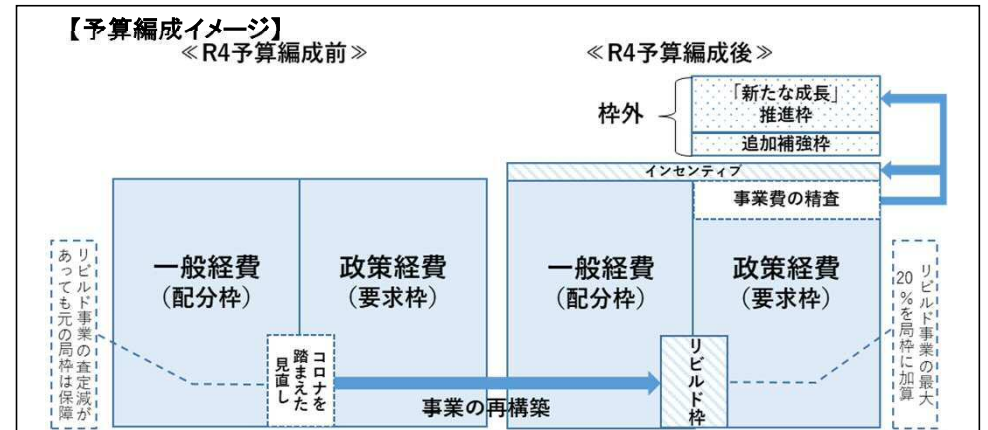 【予算編成イメージ】
≪R4予算編成前≫
≪R4予算編成後≫
枠外
「新たな成長」
推進枠
追加補強枠
インセンティブ
事業費の精査
一般経費
(配分枠)
政策経費
(要求枠)
一般経費
(配分枠)
政策経費
(要求枠)
リビルド事業の査定減が
あっても元の局枠は保障
コロナを
踏まえた
見直し
事業の再構築
リビルド枠
リビルド事業の最大
20%を局枠に加算